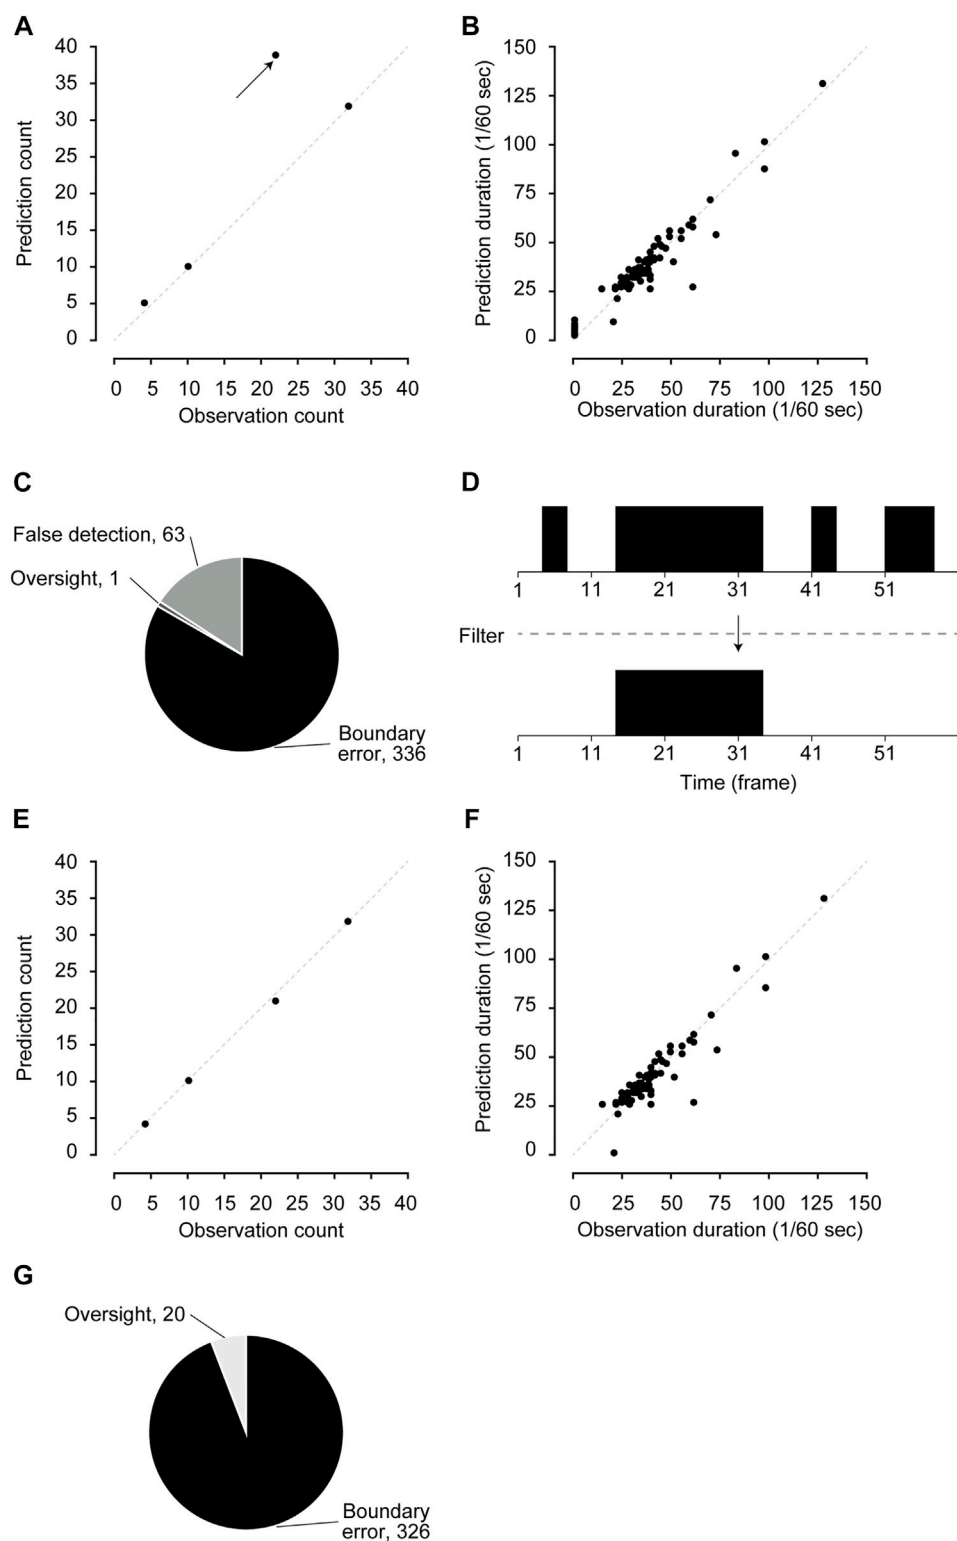 A
40
35
30
25
20
15
10
5
0
Prediction count
0 5 10 15 20 25 30 35 40
Observation count
B
150
125
100
75
50
25
0
Prediction duration (1/60 sec)
0 25 50 75 100 125 150
Observation duration (1/60 sec)
C
False detection, 63
Oversight, 1
Boundary
error, 336
D
1 11 21 31 41 51
Filter
1 11 21 31 41 51
Time (frame)
E
40
35
30
25
20
15
10
5
0
Prediction count
0 5 10 15 20 25 30 35 40
Observation count
F
150
125
100
75
50
25
0
Prediction duration (1/60 sec)
0 25 50 75 100 125 150
Observation duration (1/60 sec)
G
Oversight, 20
Boundary
error, 326